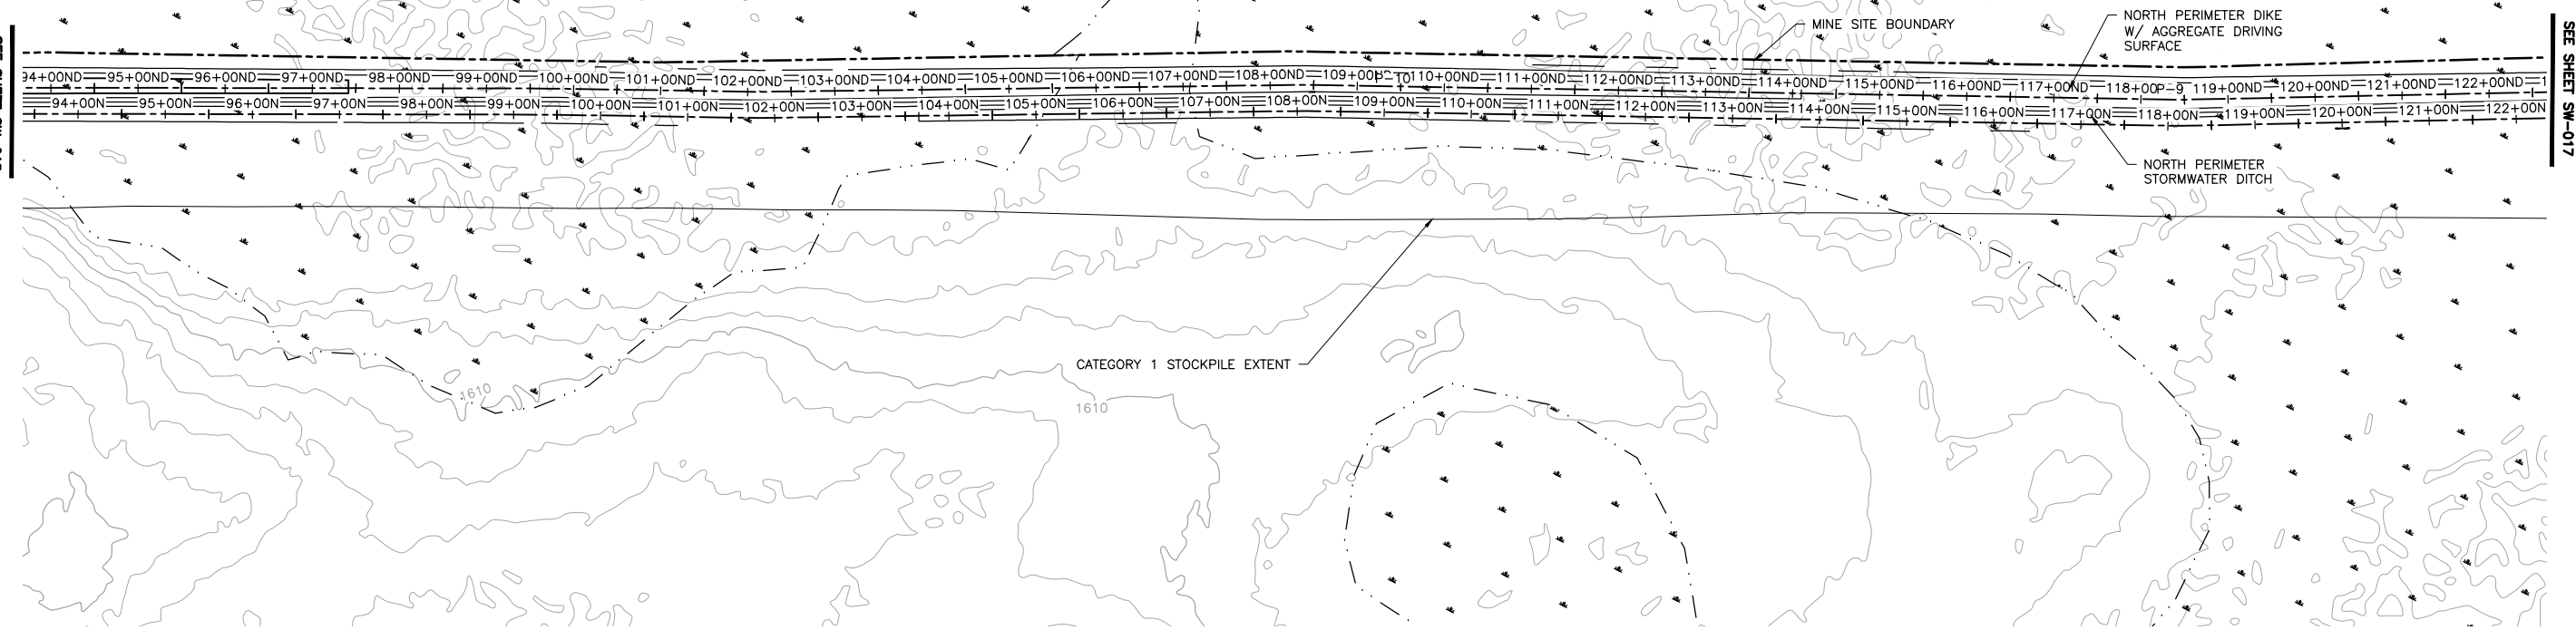 MINE SITE BOUNDARY
NORTH PERIMETER DIKE
W/ AGGREGATE DRIVING
SURFACE
SEE SHEET SW-017
94+00ND 95+00ND 96+00ND 97+00ND 98+00ND 99+00ND 100+00ND 101+00ND 102+00ND 103+00ND 104+00ND 105+00ND 106+00ND 107+00ND 108+00ND 109+00 110+00ND 111+00ND 112+00ND 113+00ND 114+00ND 115+00ND 116+00ND 117+00ND 118+00 P-9 119+00ND 120+00ND 121+00ND 122+00ND
94+00N 95+00N 96+00N 97+00N 98+00N 99+00N 100+00N 101+00N 102+00N 103+00N 104+00N 105+00N 106+00N 107+00N 108+00N 109+00N 110+00N 111+00N 112+00N 113+00N 114+00N 115+00N 116+00N 117+00N 118+00N 119+00N 120+00N 121+00N 122+00N
NORTH PERIMETER
STORMWATER DITCH
CATEGORY 1 STOCKPILE EXTENT
1610
1610